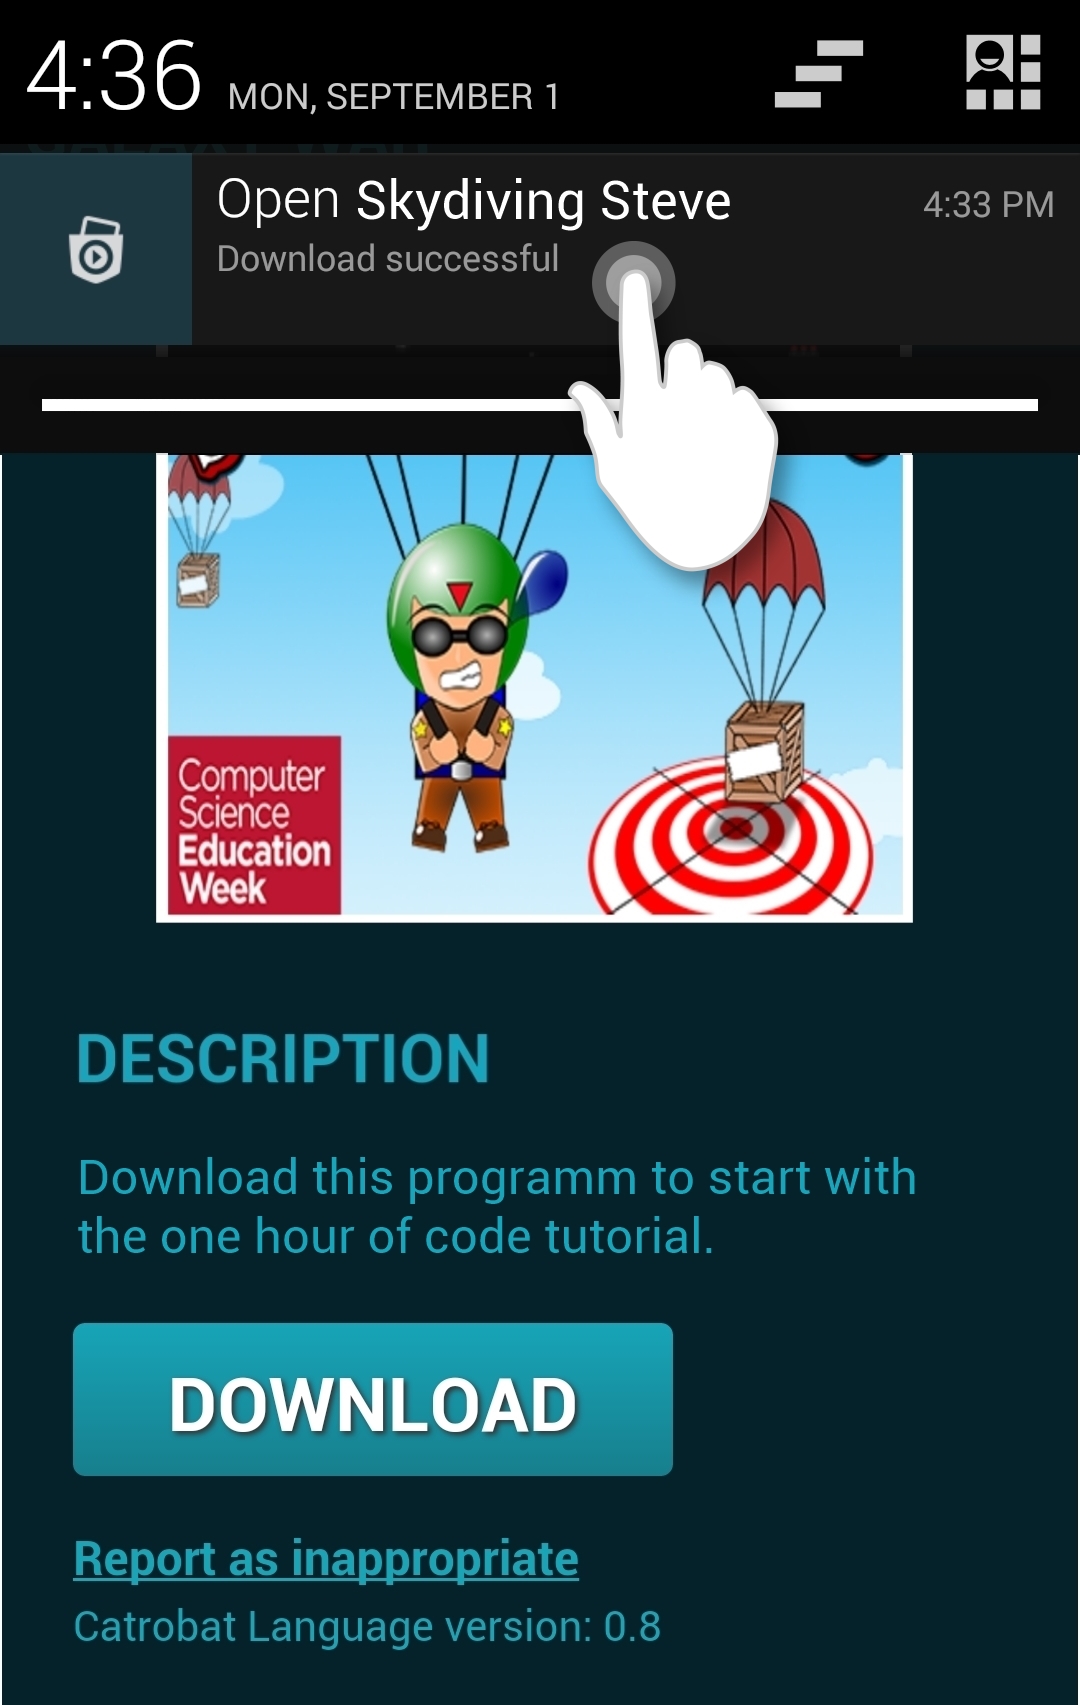 4:36 MON, SEPTEMBER 1
Open Skydiving Steve 4:33 PM
Download successful
Computer
Science
Education
Week
DESCRIPTION
Download this programm to start with
the one hour of code tutorial.
DOWNLOAD
Report as inappropriate
Catrobat Language version: 0.8